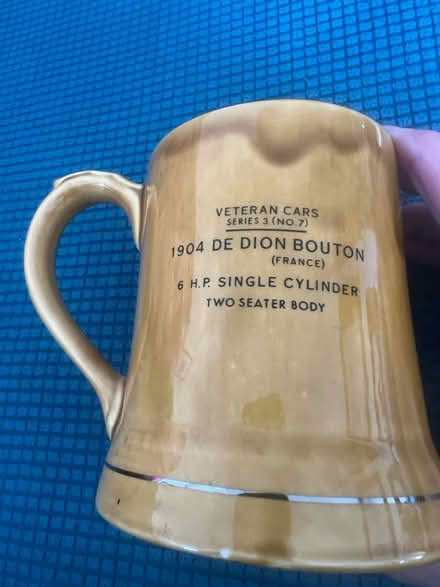 VETERAN CARS
SERIES 3 (NO.7)
1904 DE DION BOUTON
(FRANCE)
6 H.P. SINGLE CYLINDER
TWO SEATER BODY